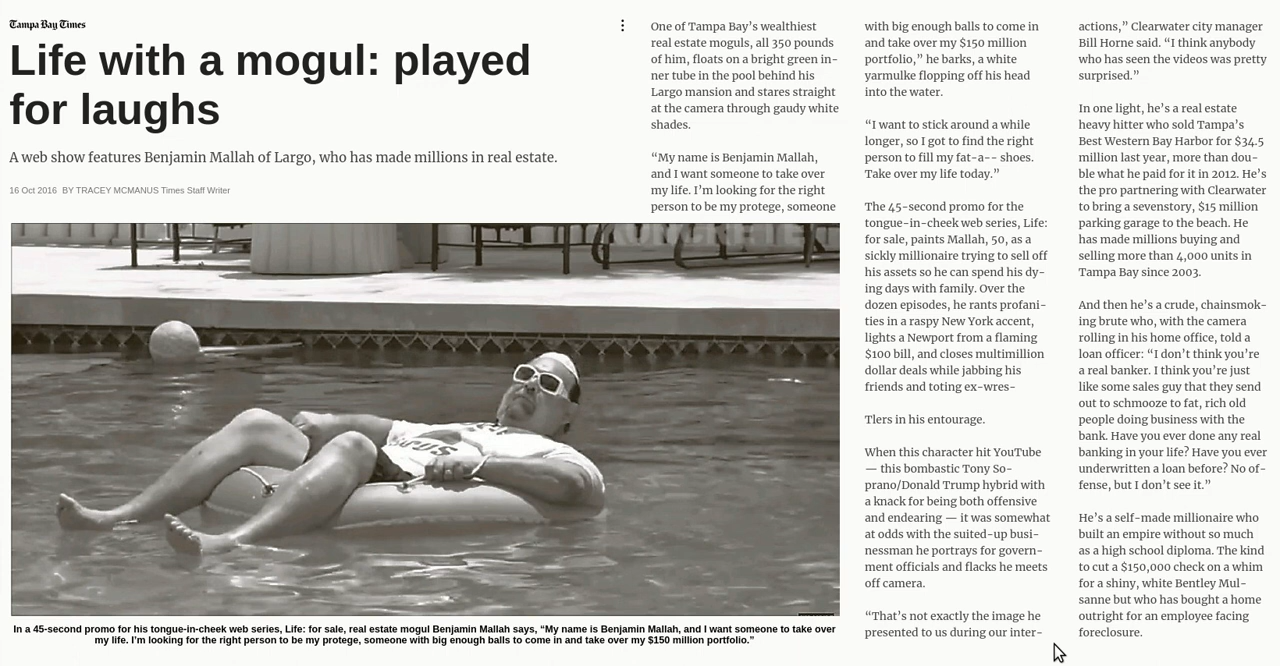 Tampa Bay Times
Life with a mogul: played
for laughs
A web show features Benjamin Mallah of Largo, who has made millions in real estate.
16 Oct 2016 BY TRACEY MCMANUS Times Staff Writer
In a 45-second promo for his tongue-in-cheek web series, Life: for sale, real estate mogul Benjamin Mallah says, “My name is Benjamin Mallah, and I want someone to take over
my life. I’m looking for the right person to be my protege, someone with big enough balls to come in and take over my $150 million portfolio.”
One of Tampa Bay’s wealthiest
real estate moguls, all 350 pounds
of him, floats on a bright green in-
ner tube in the pool behind his
Largo mansion and stares straight
at the camera through gaudy white
shades.
“My name is Benjamin Mallah,
and I want someone to take over
my life. I’m looking for the right
person to be my protege, someone
with big enough balls to come in
and take over my $150 million
portfolio,” he barks, a white
yarmulke flopping off his head
into the water.
“I want to stick around a while
longer, so I got to find the right
person to fill my fat-a-- shoes.
Take over my life today.”
The 45-second promo for the
tongue-in-cheek web series, Life:
for sale, paints Mallah, 50, as a
sickly millionaire trying to sell off
his assets so he can spend his dy-
ing days with family. Over the
dozen episodes, he rants profani-
ties in a raspy New York accent,
lights a Newport from a flaming
$100 bill, and closes multimillion
dollar deals while jabbing his
friends and toting ex-wres-
Tlers in his entourage.
When this character hit YouTube
— this bombastic Tony So-
prano/Donald Trump hybrid with
a knack for being both offensive
and endearing — it was somewhat
at odds with the suited-up busi-
nessman he portrays for govern-
ment officials and flacks he meets
off camera.
“That’s not exactly the image he
presented to us during our inter-
actions,” Clearwater city manager
Bill Horne said. “I think anybody
who has seen the videos was pretty
surprised.”
In one light, he’s a real estate
heavy hitter who sold Tampa’s
Best Western Bay Harbor for $34.5
million last year, more than dou-
ble what he paid for it in 2012. He’s
the pro partnering with Clearwater
to bring a sevenstory, $15 million
parking garage to the beach. He
has made millions buying and
selling more than 4,000 units in
Tampa Bay since 2003.
And then he’s a crude, chainsmok-
ing brute who, with the camera
rolling in his home office, told a
loan officer: “I don’t think you’re
a real banker. I think you’re just
like some sales guy that they send
out to schmooze to fat, rich old
people doing business with the
bank. Have you ever done any real
banking in your life? Have you ever
underwritten a loan before? No of-
fense, but I don’t see it.”
He’s a self-made millionaire who
built an empire without so much
as a high school diploma. The kind
to cut a $150,000 check on a whim
for a shiny, white Bentley Mul-
sanne but who has bought a home
outright for an employee facing
foreclosure.